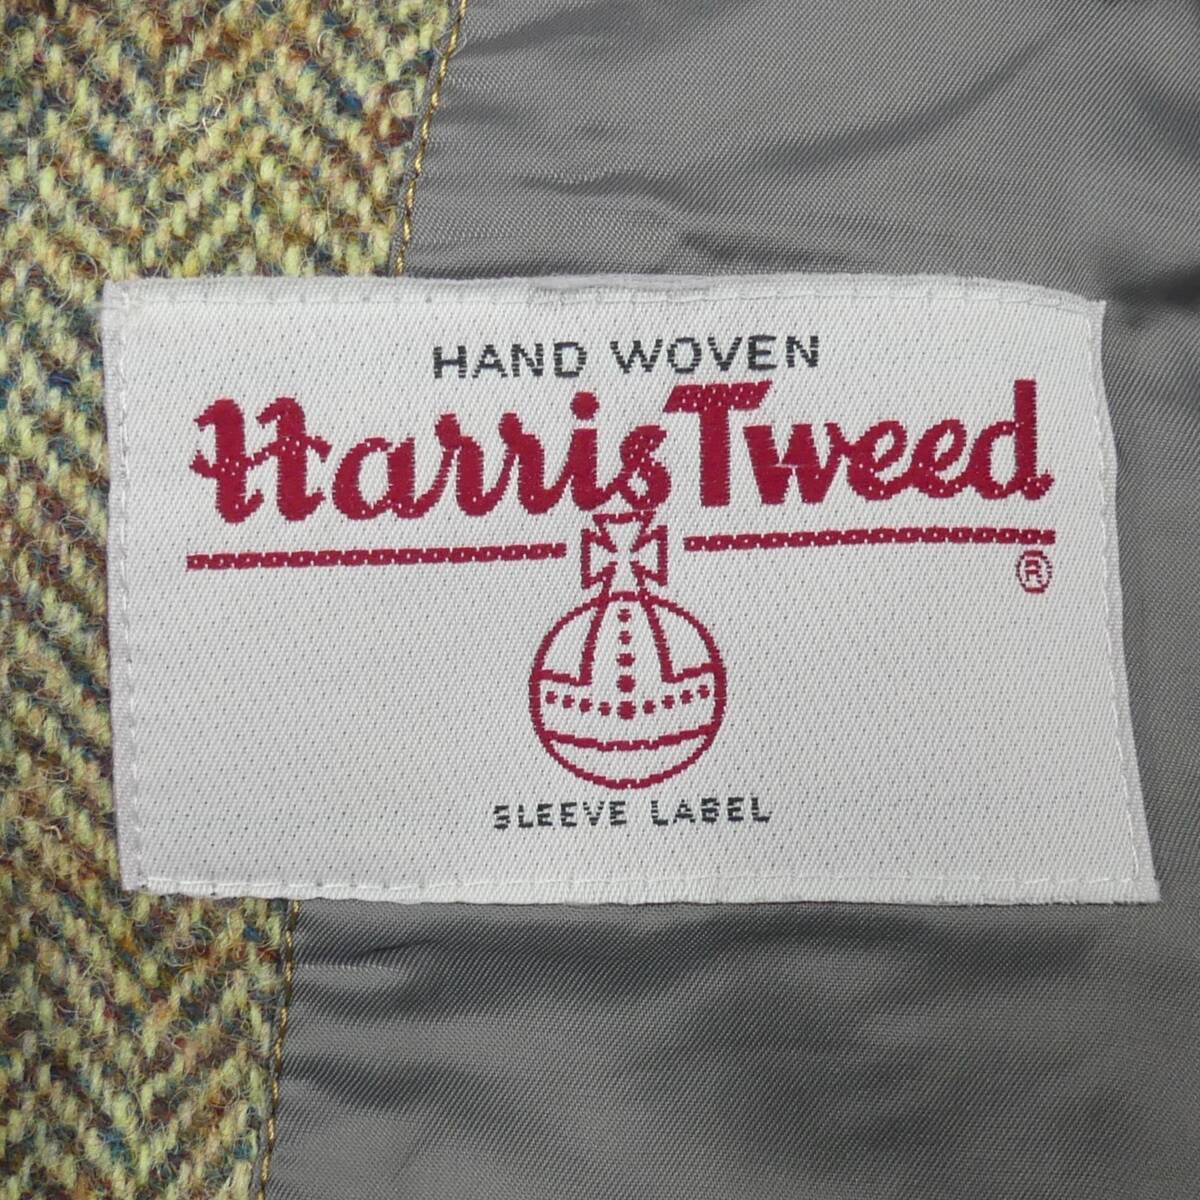 HAND WOVEN
Harris Tweed
®
SLEEVE LABEL